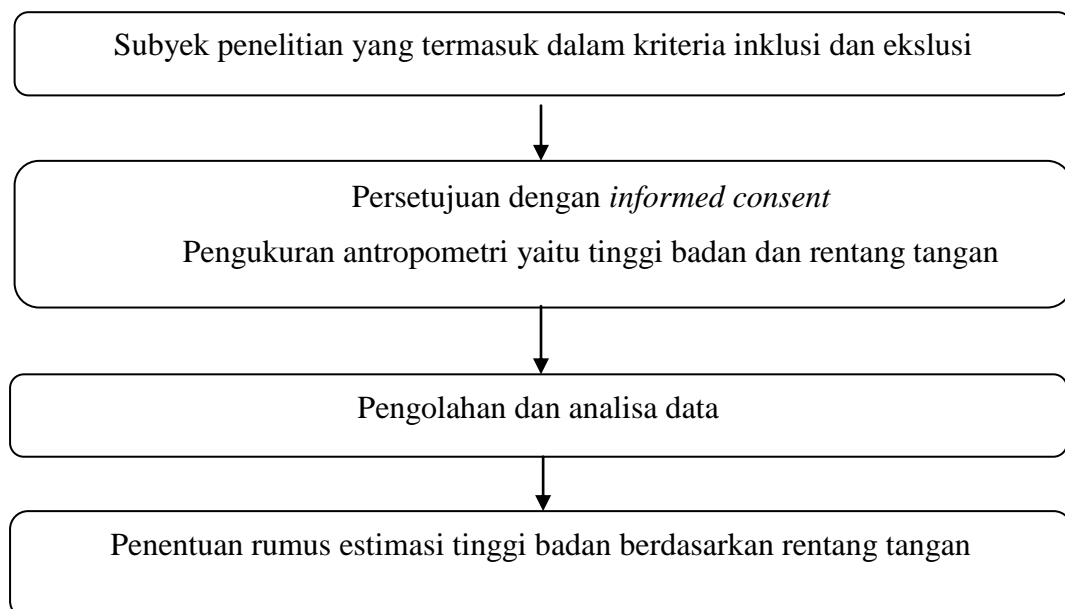 Subyek penelitian yang termasuk dalam kriteria inklusi dan ekslusi
Persetujuan dengan informed consent
Pengukuran antropometri yaitu tinggi badan dan rentang tangan
Pengolahan dan analisa data
Penentuan rumus estimasi tinggi badan berdasarkan rentang tangan